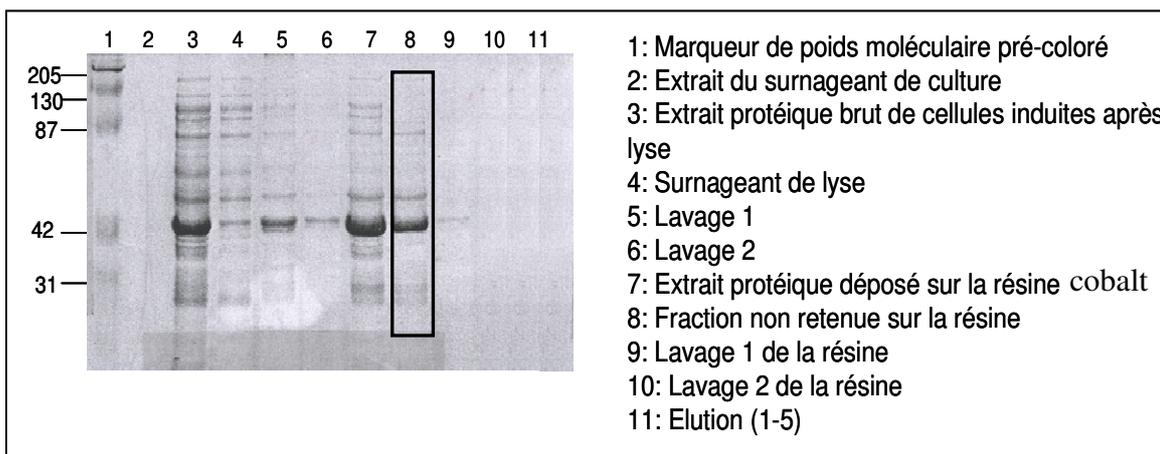 1 2 3 4 5 6 7 8 9 10 11
205
130
87
42
31
1: Marqueur de poids moléculaire pré-coloré
2: Extrait du surnageant de culture
3: Extrait protéique brut de cellules induites après
lyse
4: Surnageant de lyse
5: Lavage 1
6: Lavage 2
7: Extrait protéique déposé sur la résine cobalt
8: Fraction non retenue sur la résine
9: Lavage 1 de la résine
10: Lavage 2 de la résine
11: Elution (1-5)